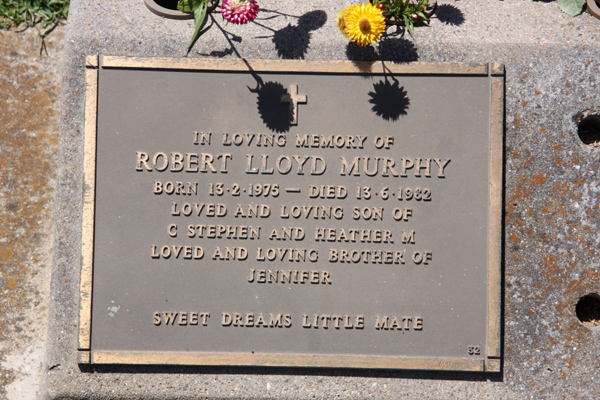 IN LOVING MEMORY OF
ROBERT LLOYD MURPHY
BORN 13·2·1975 — DIED 13·6·1982
LOVED AND LOVING SON OF
C STEPHEN AND HEATHER M
LOVED AND LOVING BROTHER OF
JENNIFER
SWEET DREAMS LITTLE MATE
52